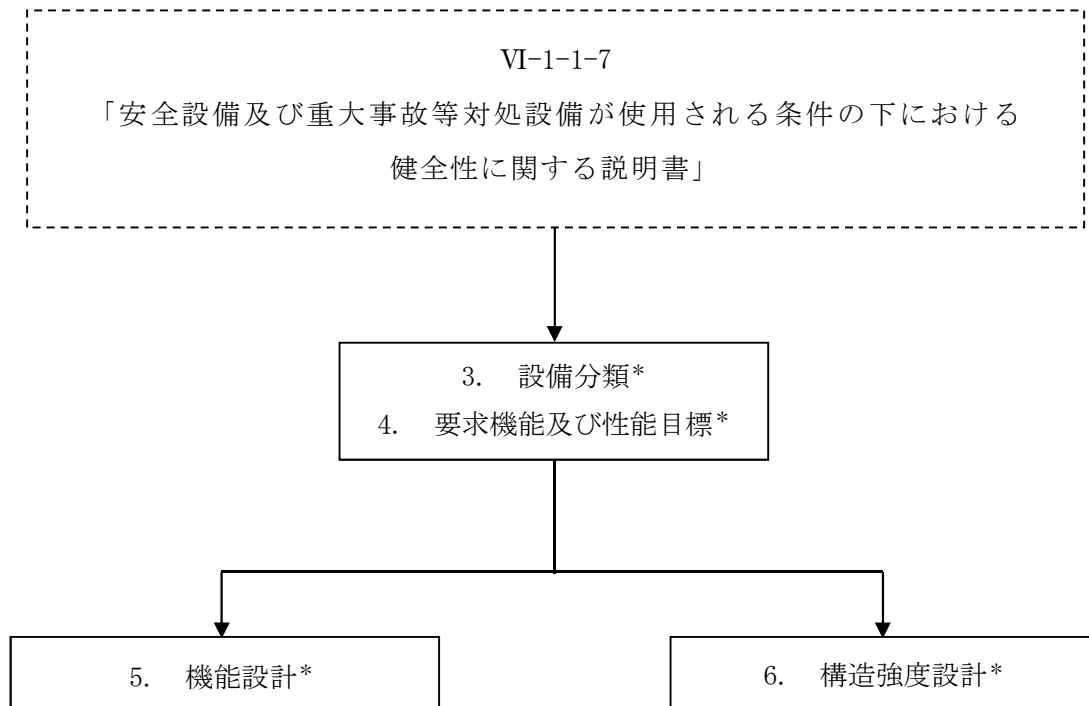 Ⅵ-1-1-7
「安全設備及び重大事故等対処設備が使用される条件の下における
健全性に関する説明書」
3. 設備分類*
4. 要求機能及び性能目標*
5. 機能設計*
6. 構造強度設計*